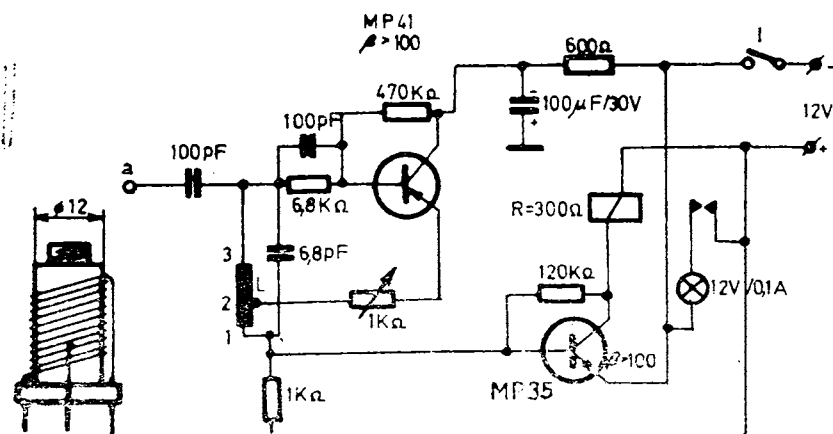 MP41
β > 100
600Ω
I
-
470KΩ
100pF
100µF/30V
-
+
12V
+
100pF
a
6,8KΩ
ø 12
R=300Ω
3
6,8pF
L
2
120KΩ
12V/0,1A
1KΩ
1
β>100
MP35
1KΩ